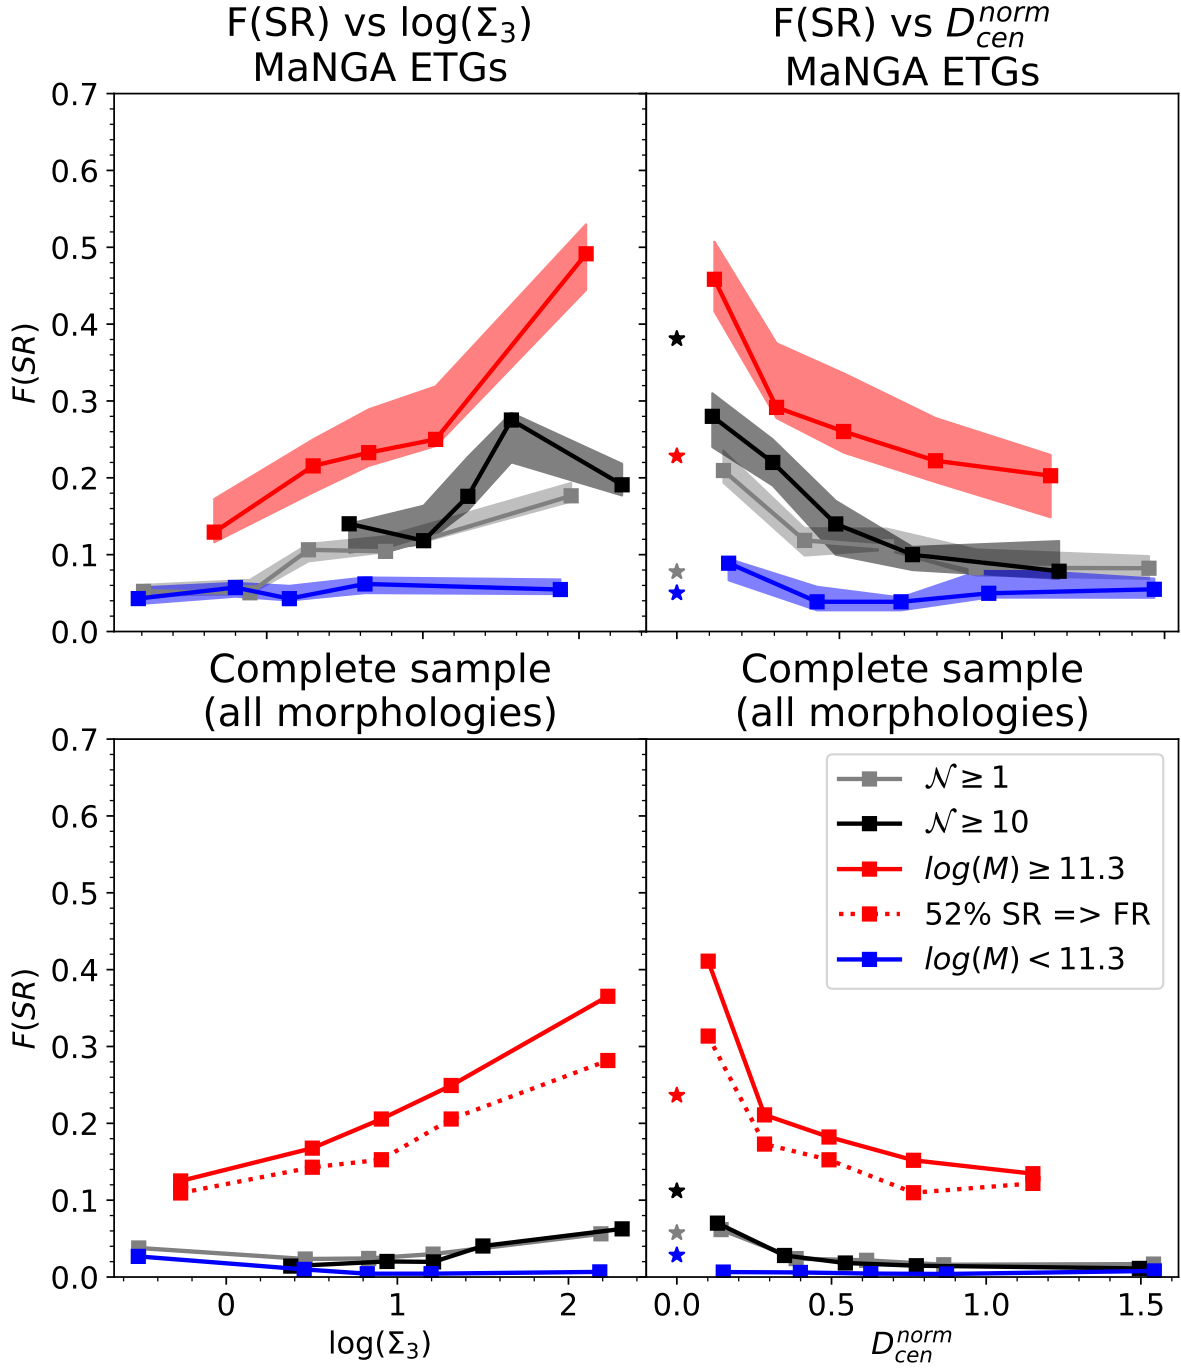 F(SR) vs log(Σ₃)
MaNGA ETGs
F(SR) vs D_cen^norm
MaNGA ETGs
0.7
0.6
0.5
0.4
0.3
0.2
0.1
0.0
F(SR)
Complete sample
(all morphologies)
Complete sample
(all morphologies)
0.7
0.6
0.5
0.4
0.3
0.2
0.1
0.0
F(SR)
𝒩 ≥ 1
𝒩 ≥ 10
log(M) ≥ 11.3
52% SR => FR
log(M) < 11.3
0 1 2
log(Σ₃)
0.0 0.5 1.0 1.5
D_cen^norm